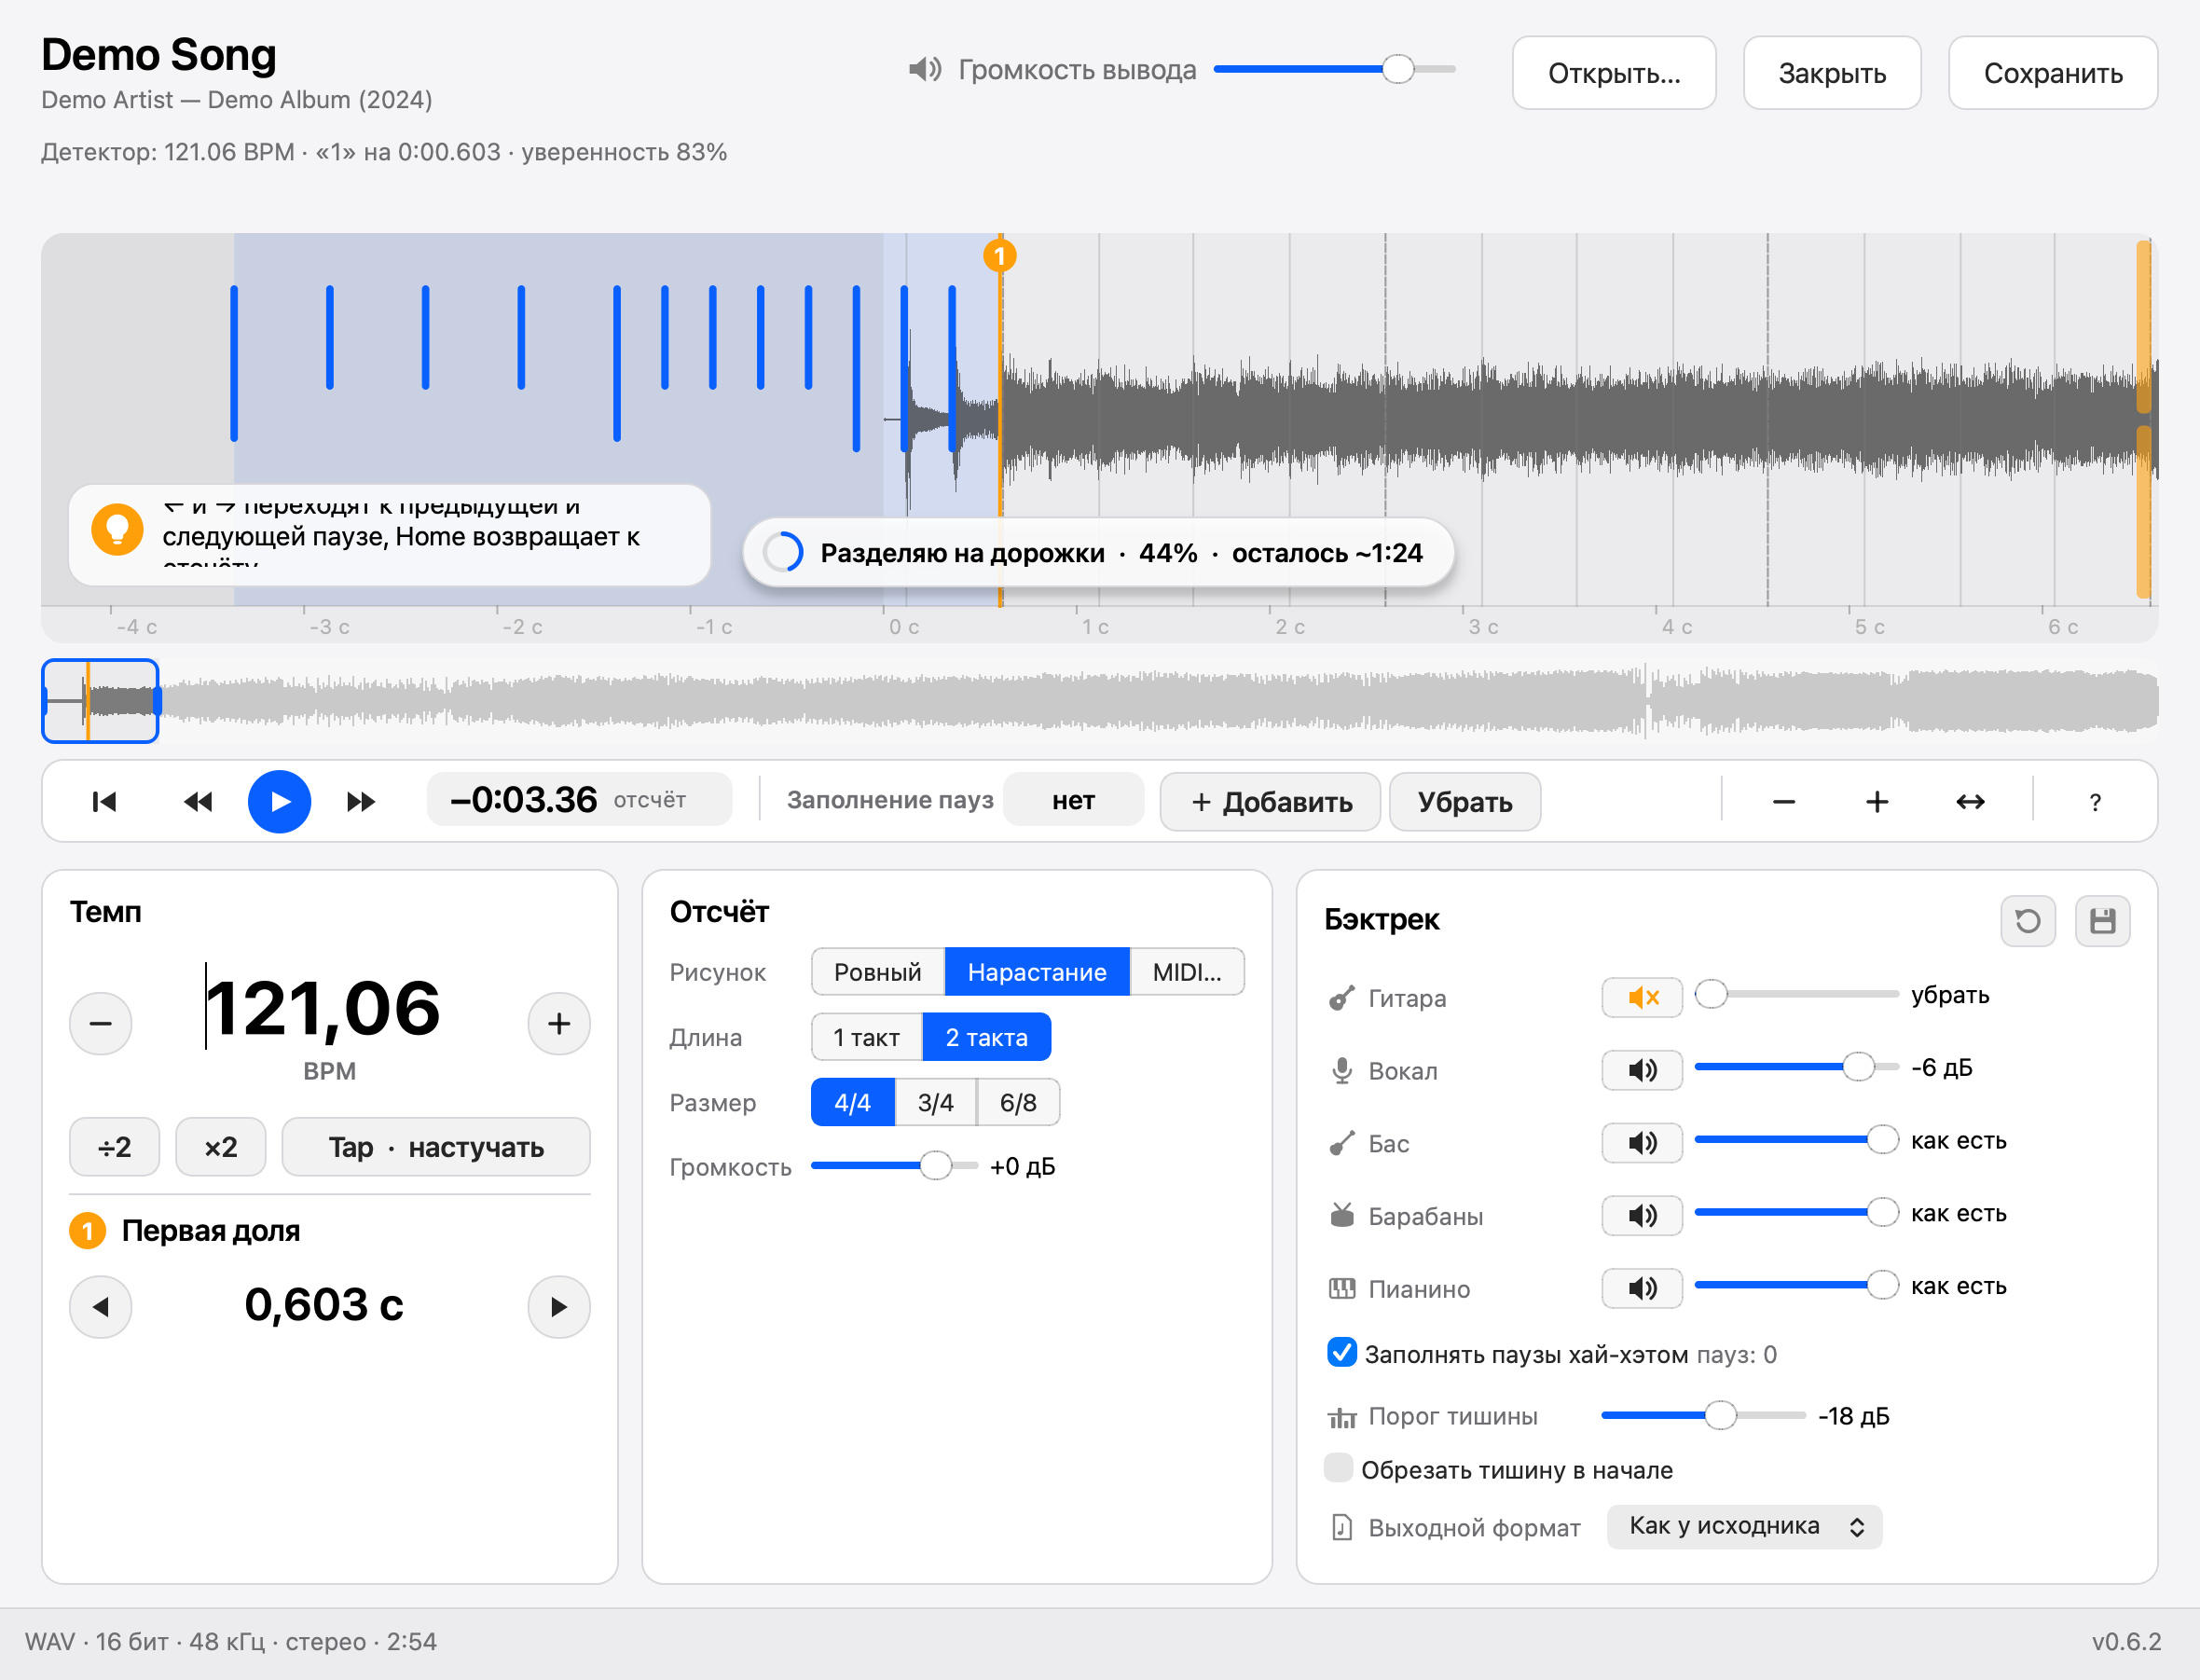 Demo Song
Demo Artist — Demo Album (2024)
Детектор: 121.06 BPM · «1» на 0:00.603 · уверенность 83%
Громкость вывода
Открыть...
Закрыть
Сохранить
1
← и → переходят к предыдущей и
следующей паузе, Home возвращает к
отсчёту
Разделяю на дорожки · 44% · осталось ~1:24
-4 с
-3 с
-2 с
-1 с
0 с
1 с
2 с
3 с
4 с
5 с
6 с
−0:03.36 отсчёт
Заполнение пауз
нет
+ Добавить
Убрать
− + ↔ ?
Темп
− 121,06 +
BPM
÷2
×2
Tap · настучать
1 Первая доля
0,603 с
Отсчёт
Рисунок
Ровный
Нарастание
MIDI...
Длина
1 такт
2 такта
Размер
4/4
3/4
6/8
Громкость
+0 дБ
Бэктрек
Гитара
убрать
Вокал
-6 дБ
Бас
как есть
Барабаны
как есть
Пианино
как есть
Заполнять паузы хай-хэтом пауз: 0
Порог тишины
-18 дБ
Обрезать тишину в начале
Выходной формат
Как у исходника
WAV · 16 бит · 48 кГц · стерео · 2:54
v0.6.2